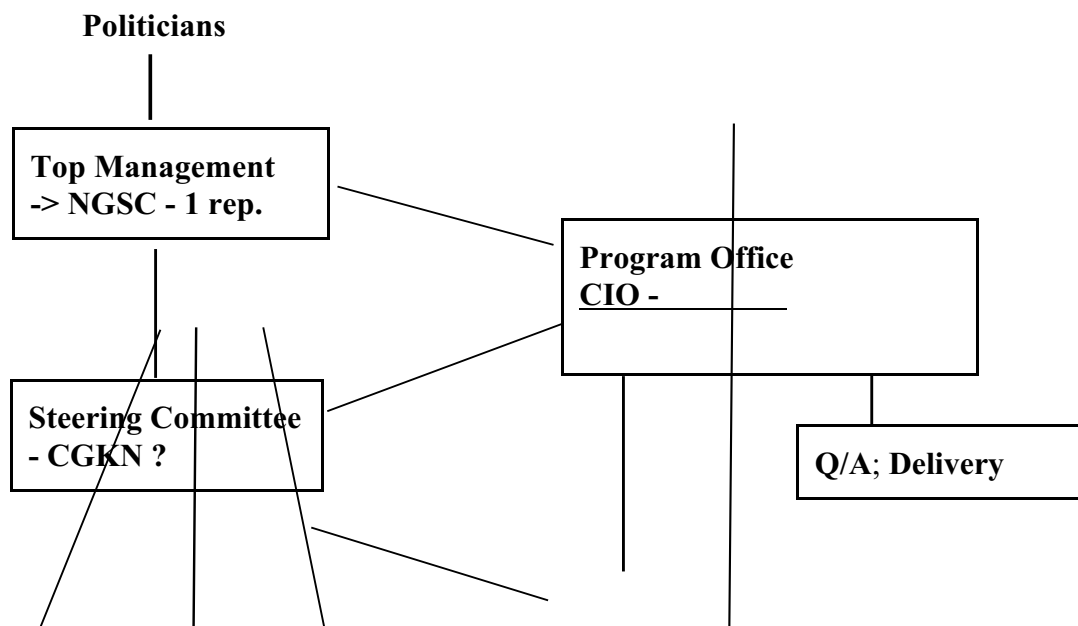 Politicians
Top Management
-> NGSC - 1 rep.
Program Office
CIO -
Steering Committee
- CGKN ?
Q/A; Delivery